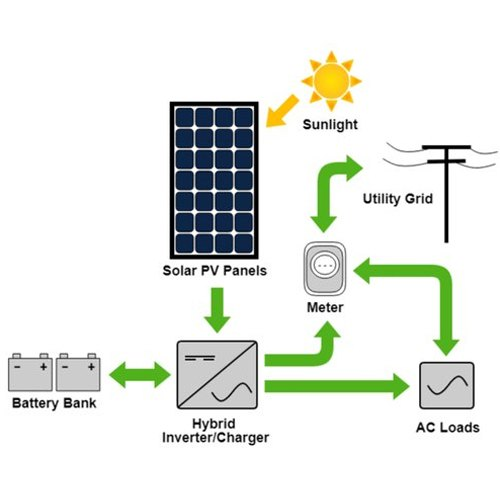 Sunlight
Utility Grid
Solar PV Panels
Meter
Battery Bank
Hybrid
Inverter/Charger
AC Loads